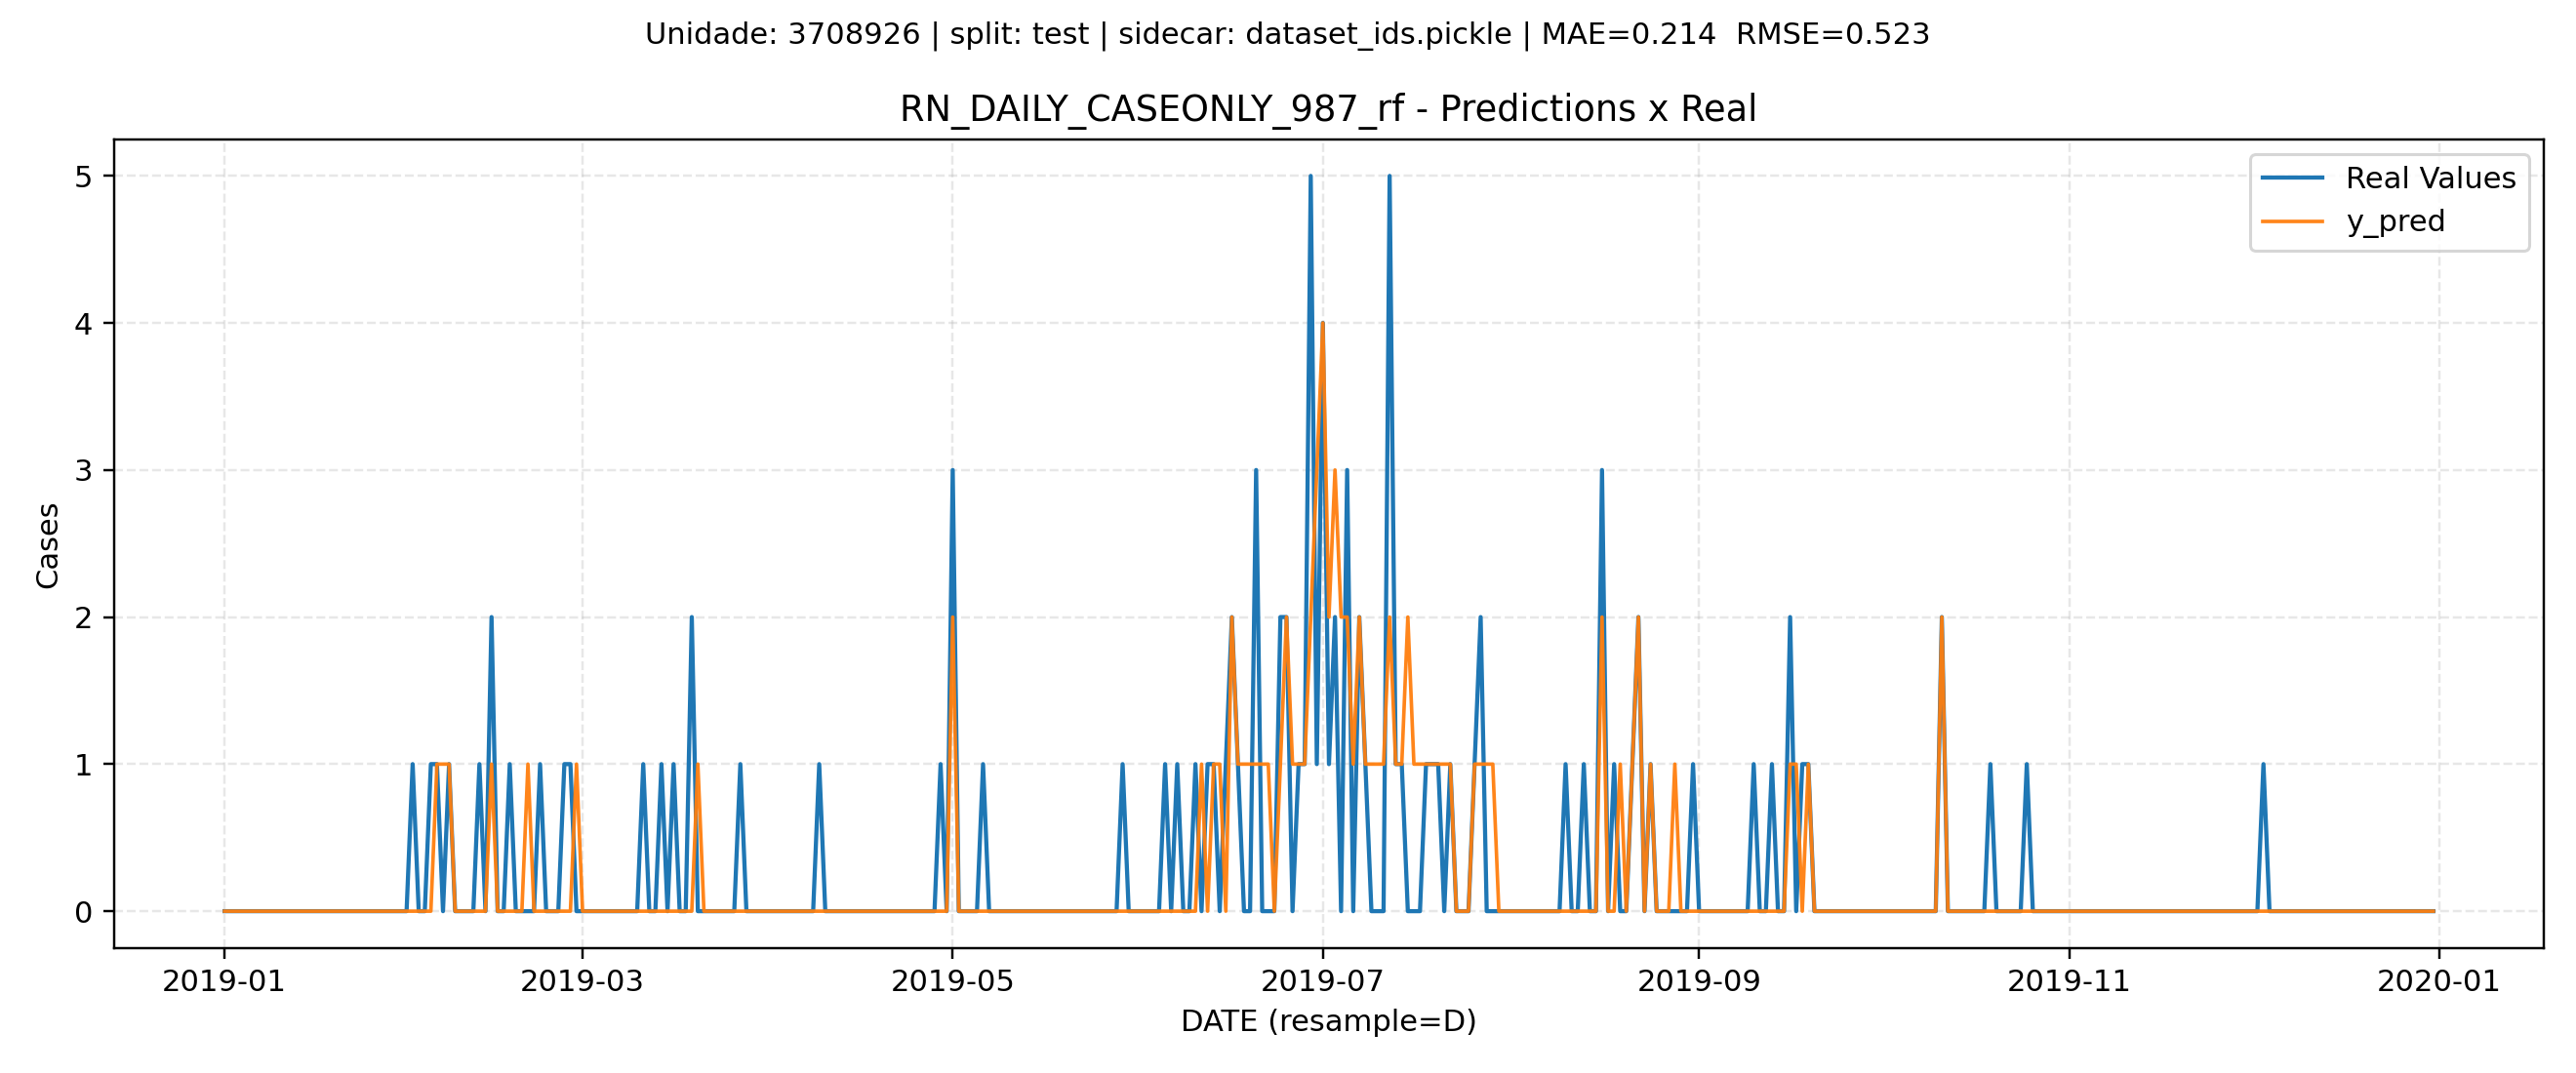 Unidade: 3708926 | split: test | sidecar: dataset_ids.pickle | MAE=0.214  RMSE=0.523
RN_DAILY_CASEONLY_987_rf - Predictions x Real
Real Values
y_pred
5
4
3
2
1
0
Cases
2019-01 2019-03 2019-05 2019-07 2019-09 2019-11 2020-01
DATE (resample=D)